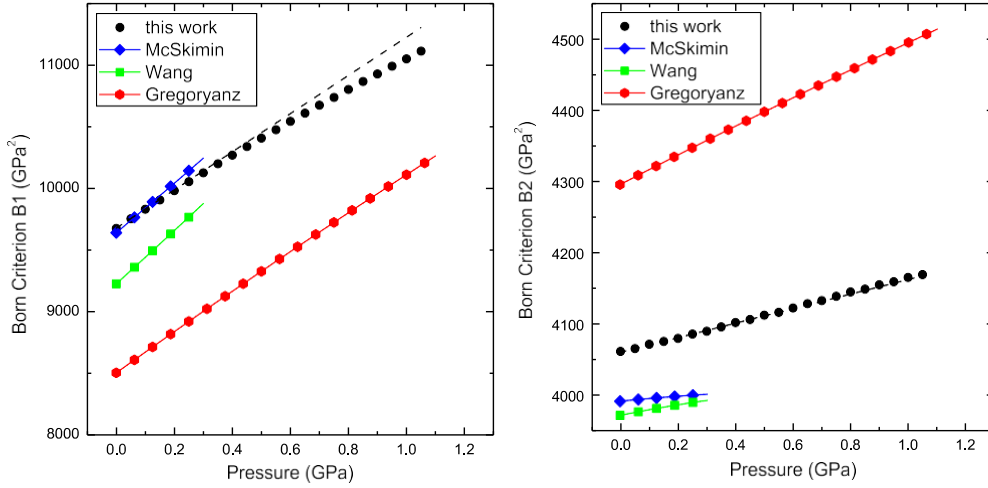 this work
McSkimin
Wang
Gregoryanz
Born Criterion B1 (GPa²)
11000
10000
9000
8000
0.0 0.2 0.4 0.6 0.8 1.0 1.2
Pressure (GPa)
this work
McSkimin
Wang
Gregoryanz
Born Criterion B2 (GPa²)
4500
4400
4300
4200
4100
4000
0.0 0.2 0.4 0.6 0.8 1.0 1.2
Pressure (GPa)